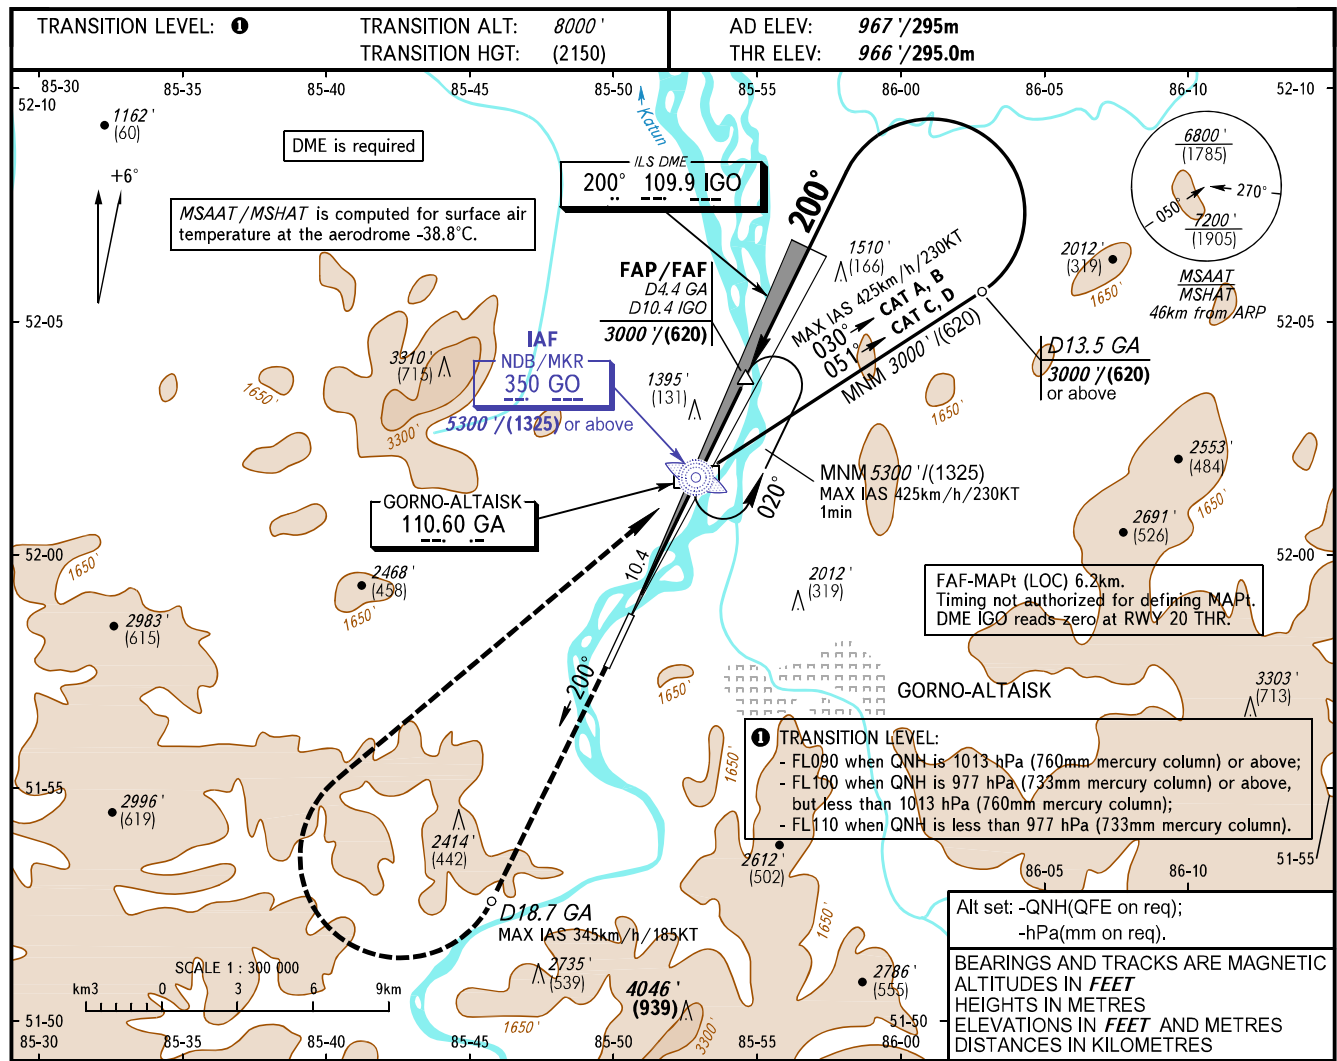 TRANSITION LEVEL: ❶
TRANSITION ALT: 8000'
TRANSITION HGT: (2150)
AD ELEV: 967'/295m
THR ELEV: 966'/295.0m
85-30
85-35
85-40
85-45
85-50
85-55
86-00
86-05
86-10
52-10
52-10
1162'
(60)
+6°
DME is required
Katun
ILS DME
200° 109.9 IGO
200°
MSAAT/MSHAT is computed for surface air
temperature at the aerodrome -38.8°C.
6800'
(1785)
050°
270°
7200'
(1905)
MSAAT
MSHAT
46km from ARP
2012'
(319)
1650'
1510'
(166)
FAP/FAF
D4.4 GA
D10.4 IGO
3000'/(620)
MAX IAS 425km/h/230KT
030° CAT A, B
051° CAT C, D
MNM 3000'/(620)
52-05
52-05
D13.5 GA
3000'/(620)
or above
IAF
NDB/MKR
350 GO
5300'/(1325) or above
3310'
(715)
3300'
1650'
1395'
(131)
1650'
2553'
(484)
1650'
2691'
(526)
MNM 5300'/(1325)
MAX IAS 425km/h/230KT
1min
020°
GORNO-ALTAISK
110.60 GA
10.4
52-00
52-00
1650'
2468'
(458)
1650'
2983'
(615)
2012'
(319)
FAF-MAPt (LOC) 6.2km.
Timing not authorized for defining MAPt.
DME IGO reads zero at RWY 20 THR.
200°
1650'
GORNO-ALTAISK
3303'
(713)
❶ TRANSITION LEVEL:
- FL090 when QNH is 1013 hPa (760mm mercury column) or above;
- FL100 when QNH is 977 hPa (733mm mercury column) or above,
but less than 1013 hPa (760mm mercury column);
- FL110 when QNH is less than 977 hPa (733mm mercury column).
1650'
51-55
51-55
2996'
(619)
2414'
(442)
2612'
(502)
86-05
86-10
D18.7 GA
MAX IAS 345km/h/185KT
1650'
2735'
(539)
1650'
4046'
(939)
3300'
2786'
(555)
SCALE 1 : 300 000
km3 0 3 6 9km
Alt set: -QNH(QFE on req);
-hPa(mm on req).
BEARINGS AND TRACKS ARE MAGNETIC
ALTITUDES IN FEET
HEIGHTS IN METRES
ELEVATIONS IN FEET AND METRES
DISTANCES IN KILOMETRES
51-50
51-50
85-30
85-35
85-40
85-45
85-50
85-55
86-00